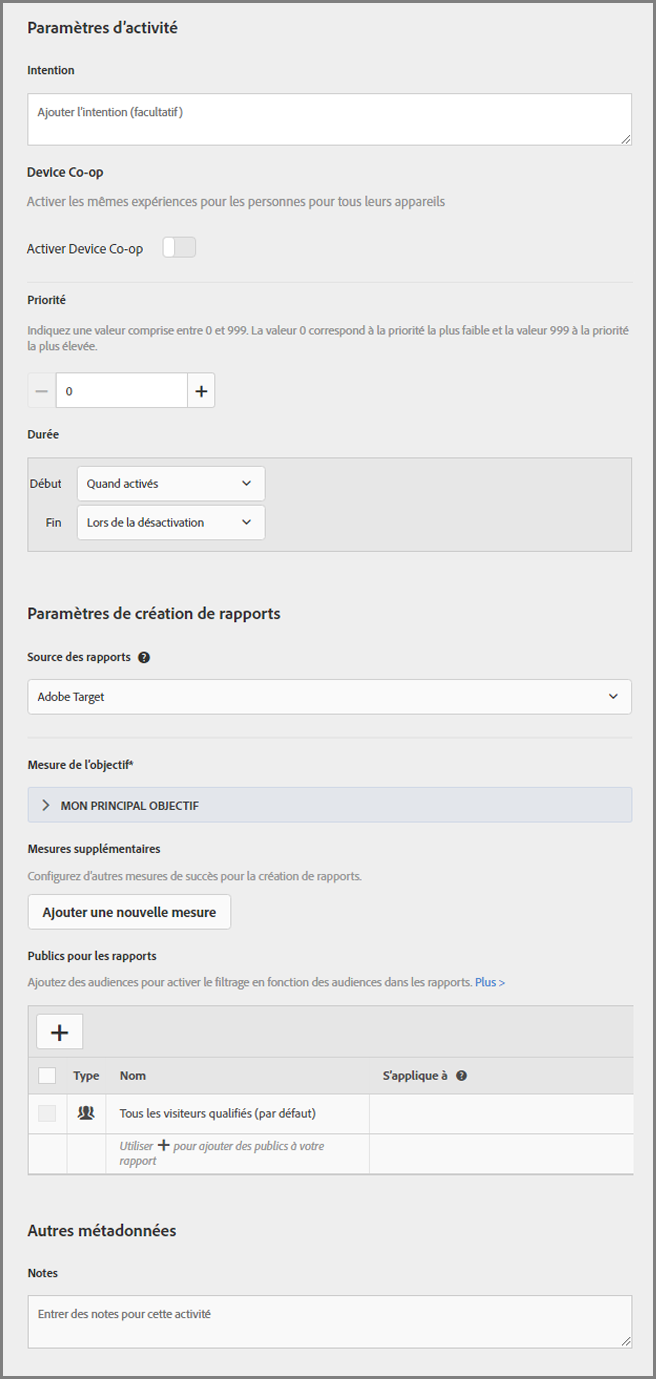 Paramètres d’activité
Intention
Ajouter l’intention (facultatif)
Device Co-op
Activer les mêmes expériences pour les personnes pour tous leurs appareils
Activer Device Co-op
Priorité
Indiquez une valeur comprise entre 0 et 999. La valeur 0 correspond à la priorité la plus faible et la valeur 999 à la priorité
la plus élevée.
0
Durée
Début Quand activés
Fin Lors de la désactivation
Paramètres de création de rapports
Source des rapports ?
Adobe Target
Mesure de l’objectif*
MON PRINCIPAL OBJECTIF
Mesures supplémentaires
Configurez d’autres mesures de succès pour la création de rapports.
Ajouter une nouvelle mesure
Publics pour les rapports
Ajoutez des audiences pour activer le filtrage en fonction des audiences dans les rapports. Plus >
+
Type Nom S’applique à ?
Tous les visiteurs qualifiés (par défaut)
Utiliser + pour ajouter des publics à votre
rapport
Autres métadonnées
Notes
Entrer des notes pour cette activité